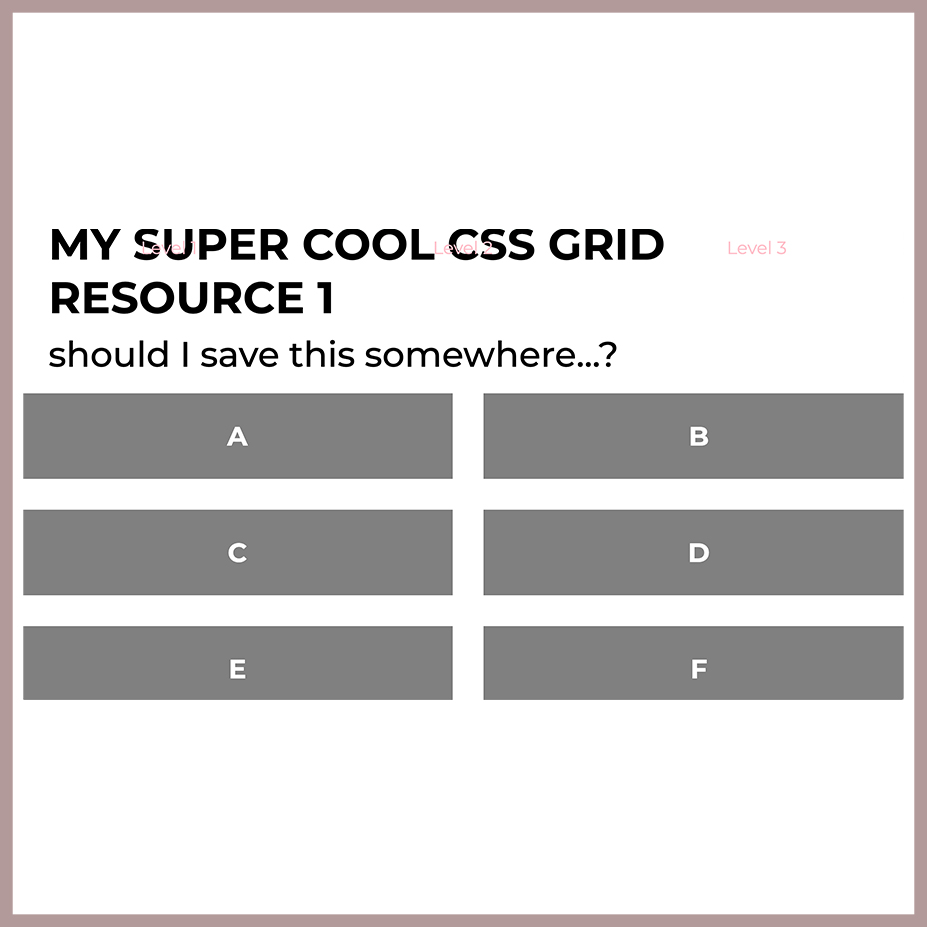 Level 1 Level 2 Level 3
MY SUPER COOL CSS GRID
RESOURCE 1
should I save this somewhere...?
A B
C D
E F